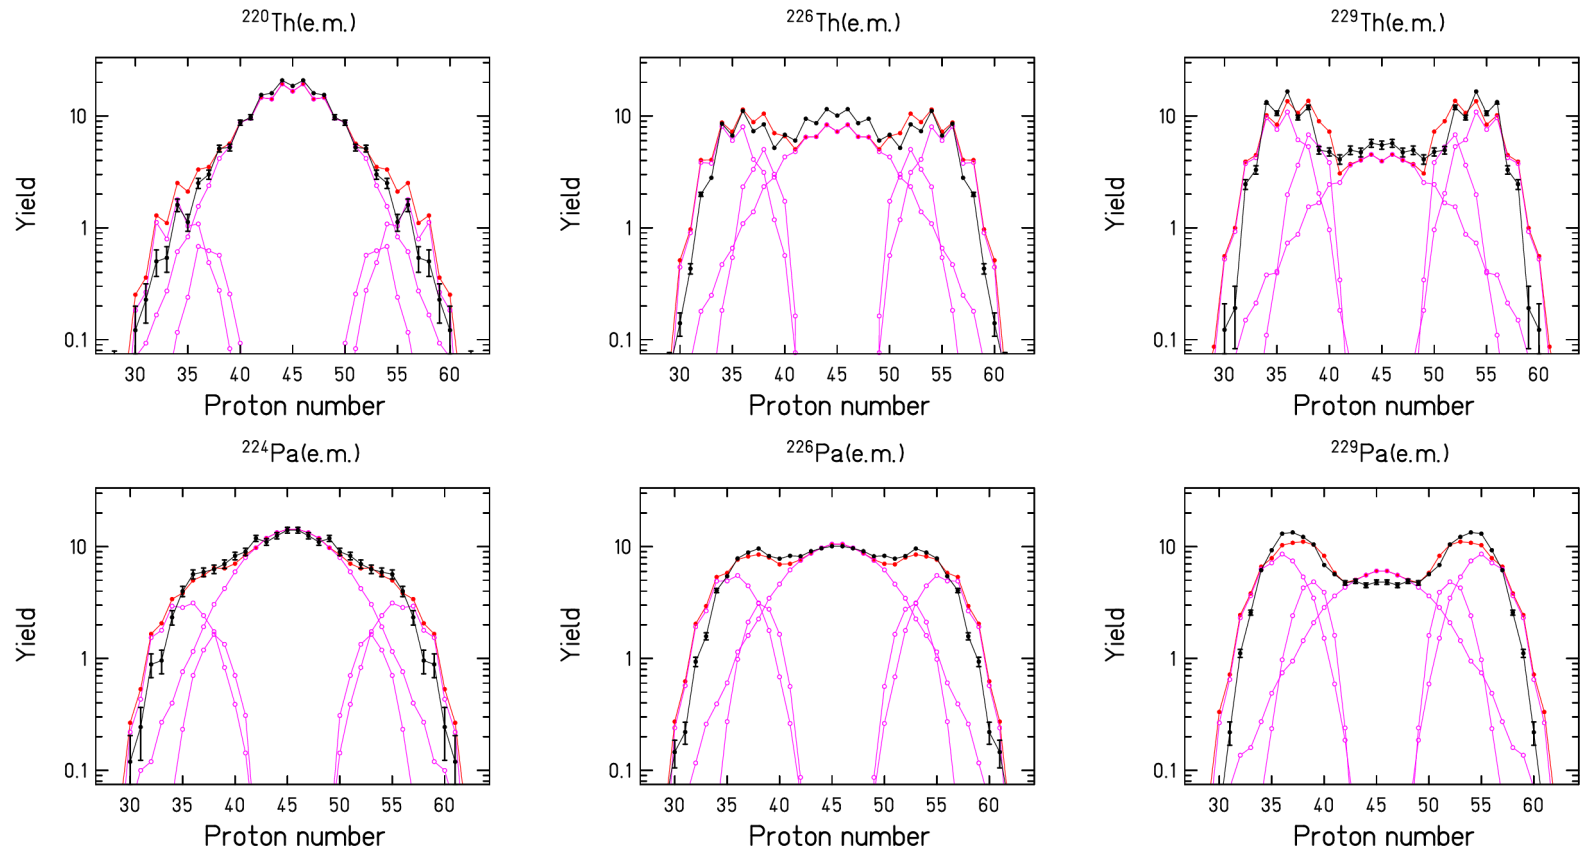 ²²⁰Th(e.m.)
²²⁶Th(e.m.)
²²⁹Th(e.m.)
Yield
10
1
0.1
30 35 40 45 50 55 60
Proton number
Yield
10
1
0.1
30 35 40 45 50 55 60
Proton number
Yield
10
1
0.1
30 35 40 45 50 55 60
Proton number
²²⁴Pa(e.m.)
²²⁶Pa(e.m.)
²²⁹Pa(e.m.)
Yield
10
1
0.1
30 35 40 45 50 55 60
Proton number
Yield
10
1
0.1
30 35 40 45 50 55 60
Proton number
Yield
10
1
0.1
30 35 40 45 50 55 60
Proton number